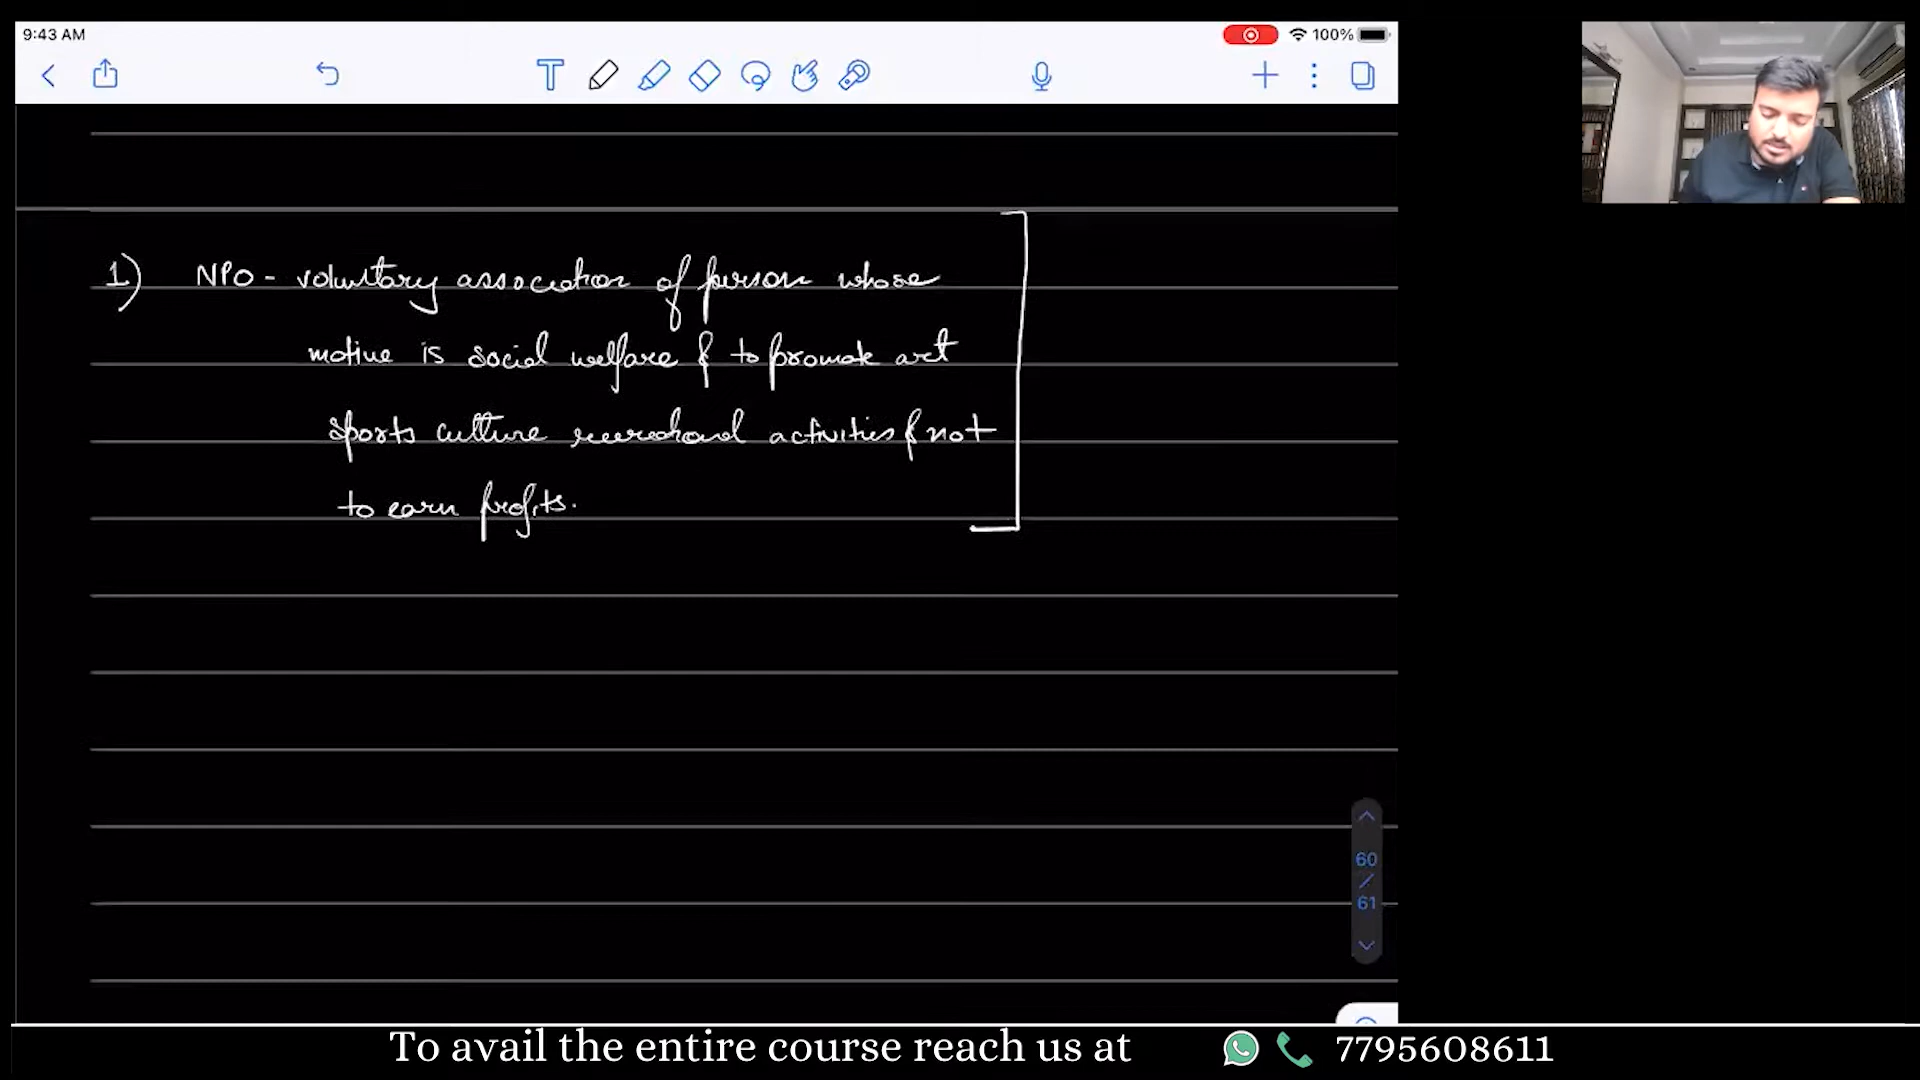 9:43 AM
100%
T
1) NPO - voluntary association of person whose
motive is social welfare & to promote art
sports culture recreational activities & not
to earn profits.
60
/
61
To avail the entire course reach us at 7795608611